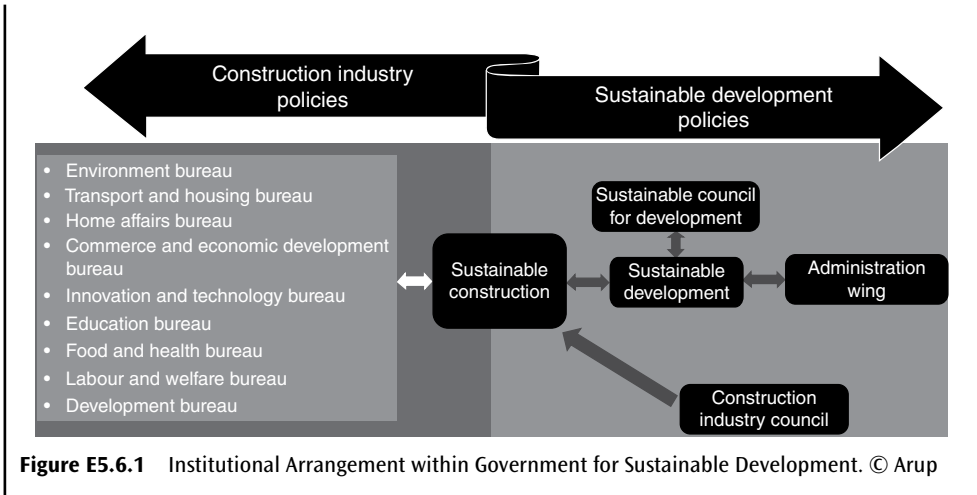 Construction industry
policies
Sustainable development
policies
• Environment bureau
• Transport and housing bureau
• Home affairs bureau
• Commerce and economic development
bureau
• Innovation and technology bureau
• Education bureau
• Food and health bureau
• Labour and welfare bureau
• Development bureau
Sustainable
construction
Sustainable council
for development
Sustainable
development
Administration
wing
Construction
industry council
Figure E5.6.1 Institutional Arrangement within Government for Sustainable Development. © Arup